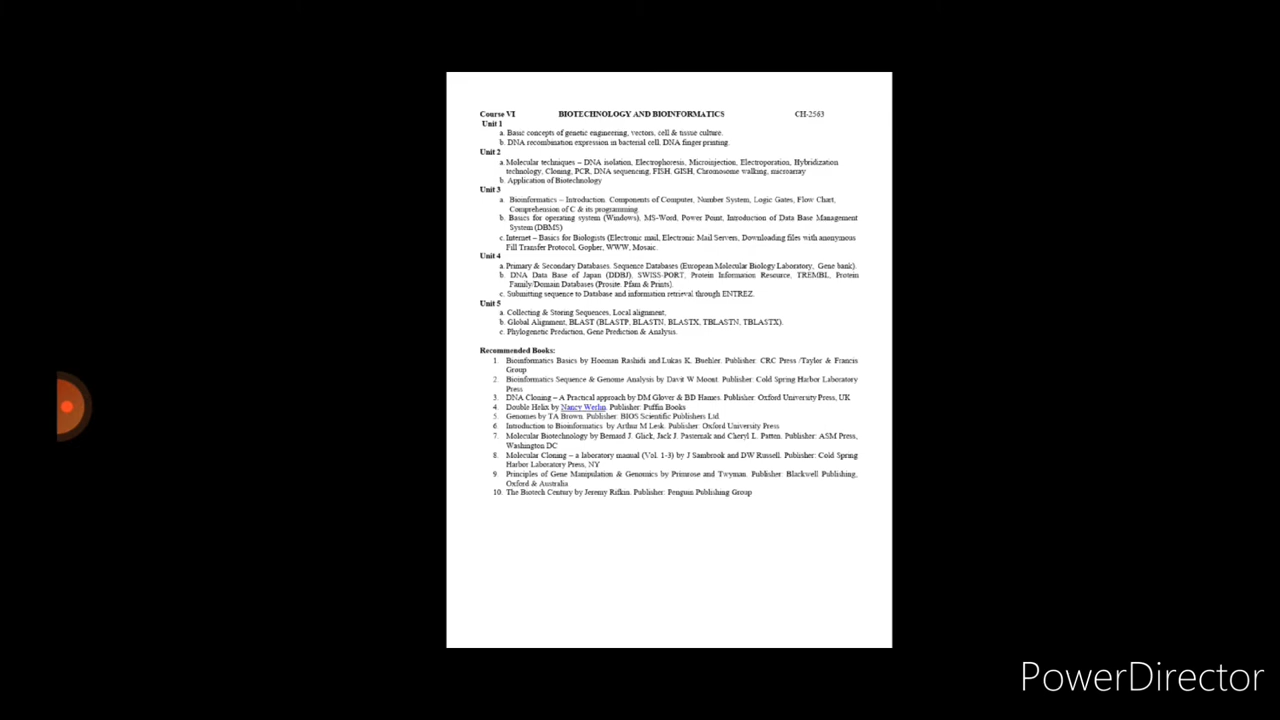 Course VI BIOTECHNOLOGY AND BIOINFORMATICS CH-2563
Unit 1
a. Basic concepts of genetic engineering, vectors, cell & tissue culture.
b. DNA recombination expression in bacterial cell, DNA finger printing.
Unit 2
a. Molecular techniques – DNA isolation, Electrophoresis, Microinjection, Electroporation, Hybridization
technology, Cloning, PCR, DNA sequencing, FISH, GISH, Chromosome walking, microarray
b. Application of Biotechnology
Unit 3
a. Bioinformatics – Introduction. Components of Computer, Number System, Logic Gates, Flow Chart,
Comprehension of C & its programming.
b. Basics for operating system (Windows), MS-Word, Power Point, Introduction of Data Base Management
System (DBMS)
c. Internet – Basics for Biologists (Electronic mail, Electronic Mail Servers, Downloading files with anonymous
Fill Transfer Protocol, Gopher, WWW, Mosaic.
Unit 4
a. Primary & Secondary Databases. Sequence Databases (European Molecular Biology Laboratory, Gene bank).
b. DNA Data Base of Japan (DDBJ), SWISS-PORT, Protein Information Resource, TREMBL, Protein
Family/Domain Databases (Prosite. Pfam & Prints).
c. Submitting sequence to Database and information retrieval through ENTREZ.
Unit 5
a. Collecting & Storing Sequences, Local alignment,
b. Global Alignment, BLAST (BLASTP, BLASTN, BLASTX, TBLASTN, TBLASTX).
c. Phylogenetic Prediction, Gene Prediction & Analysis.
Recommended Books:
1. Bioinformatics Basics by Hooman Rashidi and Lukas K. Buehler. Publisher: CRC Press /Taylor & Francis
Group
2. Bioinformatics Sequence & Genome Analysis by Davit W Mount. Publisher: Cold Spring Harbor Laboratory
Press
3. DNA Cloning – A Practical approach by DM Glover & BD Hames. Publisher: Oxford University Press, UK
4. Double Helix by Nancy Werlin. Publisher: Puffin Books
5. Genomes by TA Brown. Publisher: BIOS Scientific Publishers Ltd.
6. Introduction to Bioinformatics by Arthur M Lesk. Publisher: Oxford University Press
7. Molecular Biotechnology by Bernard J. Glick, Jack J. Pasternak and Cheryl L. Patten. Publisher: ASM Press,
Washington DC
8. Molecular Cloning – a laboratory manual (Vol. 1-3) by J Sambrook and DW Russell. Publisher: Cold Spring
Harbor Laboratory Press, NY
9. Principles of Gene Manipulation & Genomics by Primrose and Twyman. Publisher: Blackwell Publishing,
Oxford & Australia
10. The Biotech Century by Jeremy Rifkin. Publisher: Penguin Publishing Group
PowerDirector